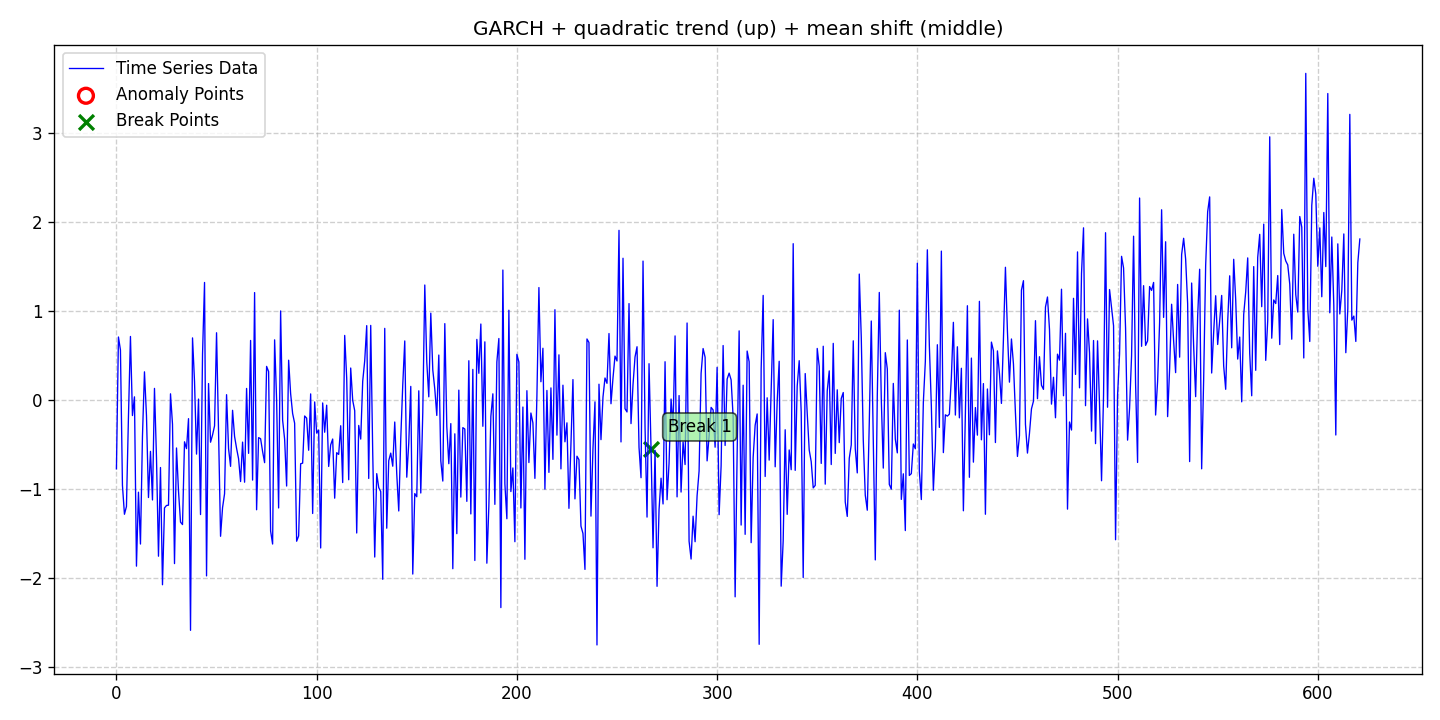 GARCH + quadratic trend (up) + mean shift (middle)
Time Series Data
Anomaly Points
Break Points
3
2
1
0
−1
−2
−3
Break 1
0
100
200
300
400
500
600